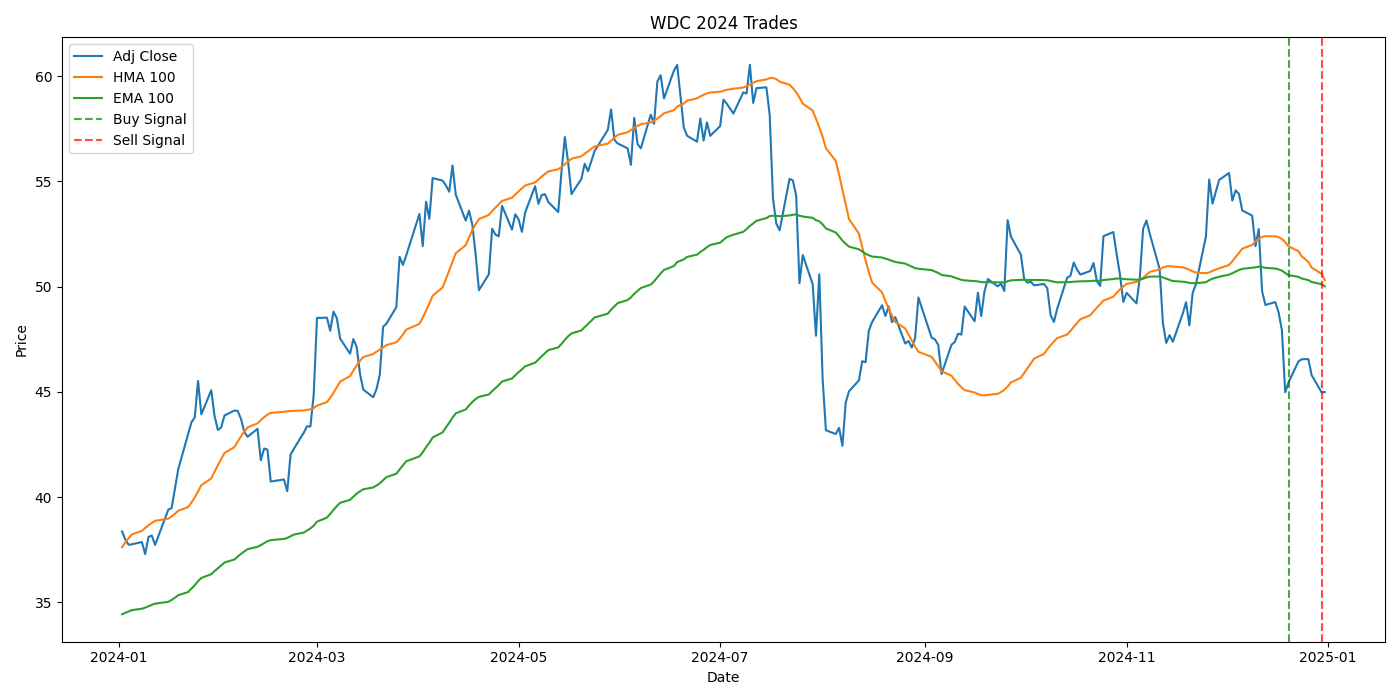 WDC 2024 Trades
Adj Close
HMA 100
EMA 100
Buy Signal
Sell Signal
Price
60
55
50
45
40
35
2024-01
2024-03
2024-05
2024-07
2024-09
2024-11
2025-01
Date